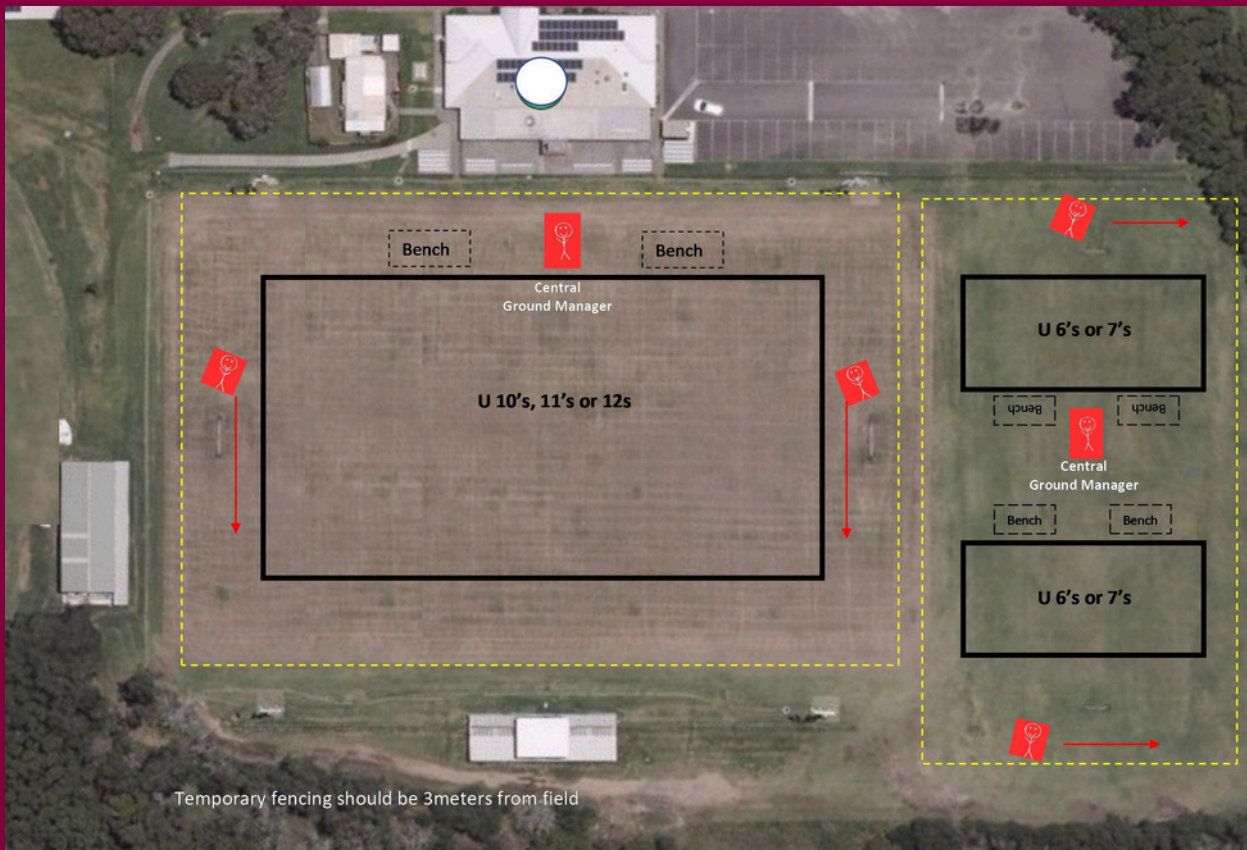 Bench
Bench
Central
Ground Manager
U 10's, 11's or 12s
U 6's or 7's
Bench
Bench
Central
Ground Manager
Bench
Bench
U 6's or 7's
Temporary fencing should be 3meters from field